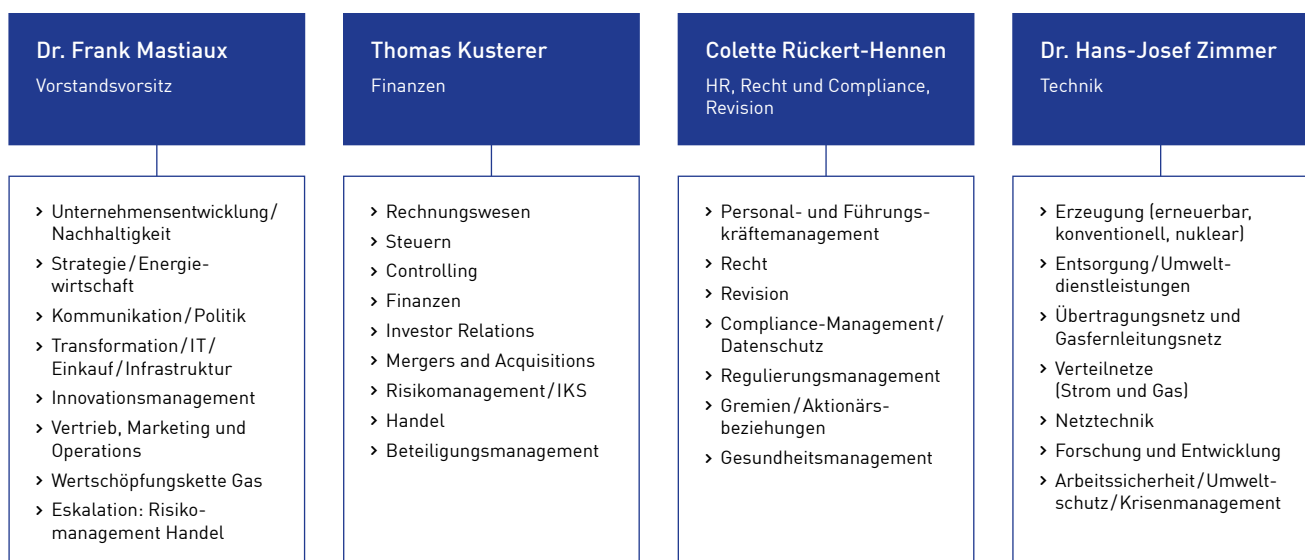 Dr. Frank Mastiaux
Vorstandsvorsitz
Unternehmensentwicklung/
Nachhaltigkeit
Strategie/Energie-
wirtschaft
Kommunikation/Politik
Transformation/IT/
Einkauf/Infrastruktur
Innovationsmanagement
Vertrieb, Marketing und
Operations
Wertschöpfungskette Gas
Eskalation: Risiko-
management Handel
Thomas Kusterer
Finanzen
Rechnungswesen
Steuern
Controlling
Finanzen
Investor Relations
Mergers and Acquisitions
Risikomanagement/IKS
Handel
Beteiligungsmanagement
Colette Rückert-Hennen
HR, Recht und Compliance,
Revision
Personal- und Führungs-
kräftemanagement
Recht
Revision
Compliance-Management/
Datenschutz
Regulierungsmanagement
Gremien/Aktionärs-
beziehungen
Gesundheitsmanagement
Dr. Hans-Josef Zimmer
Technik
Erzeugung (erneuerbar,
konventionell, nuklear)
Entsorgung/Umwelt-
dienstleistungen
Übertragungsnetz und
Gasfernleitungsnetz
Verteilnetze
(Strom und Gas)
Netztechnik
Forschung und Entwicklung
Arbeitssicherheit/Umwelt-
schutz/Krisenmanagement